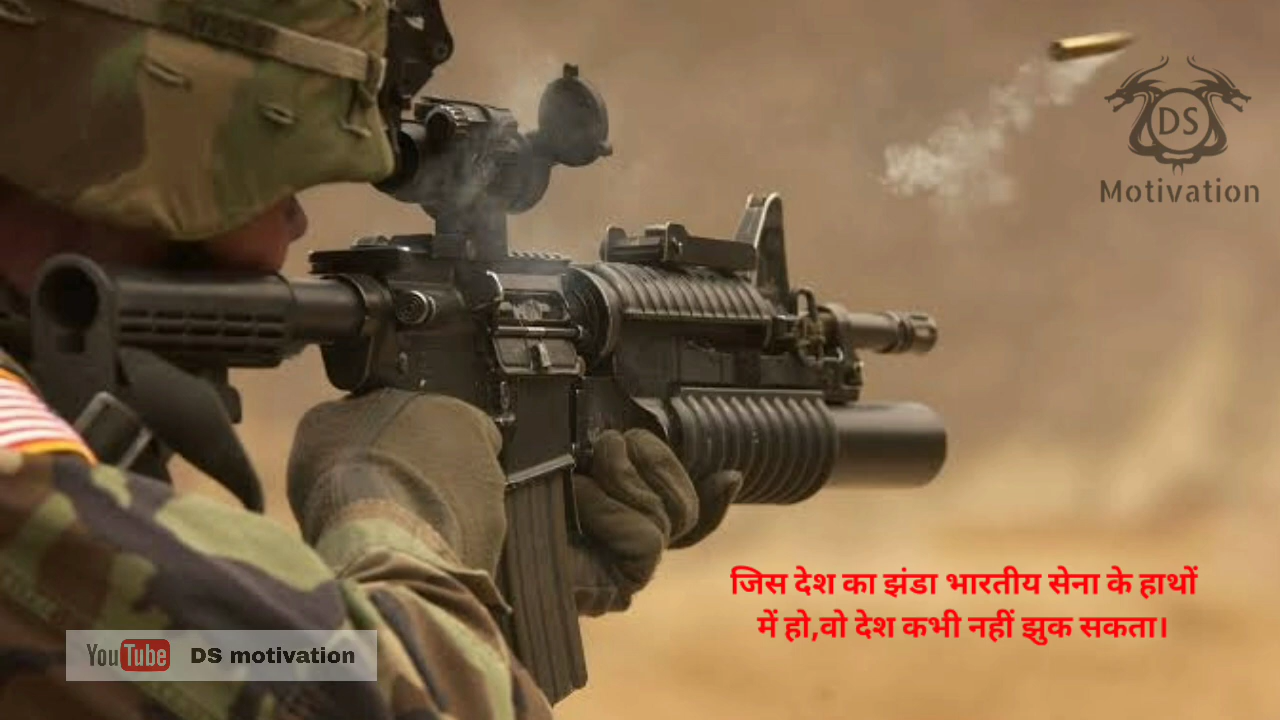 DS
Motivation
जिस देश का झंडा भारतीय सेना के हाथों
में हो,वो देश कभी नहीं झुक सकता।
YouTube DS motivation